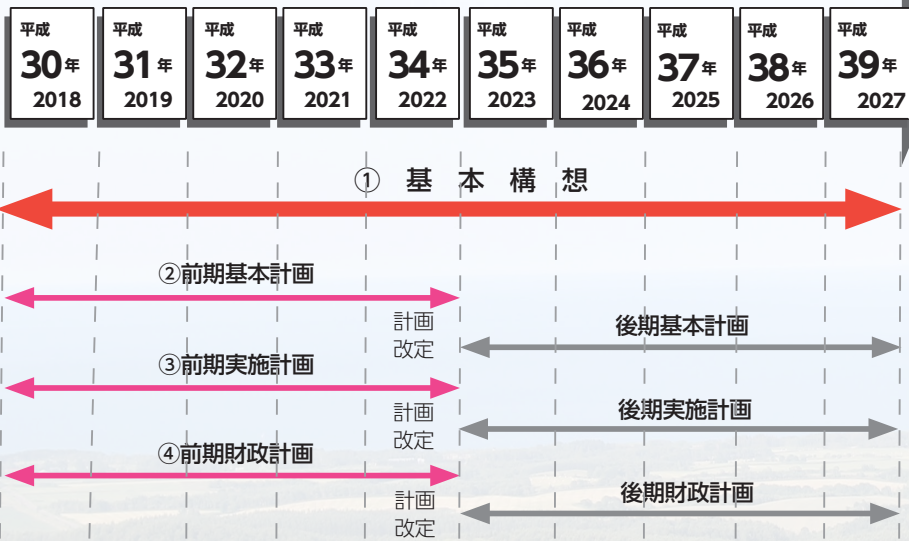 平成
30年
2018
平成
31年
2019
平成
32年
2020
平成
33年
2021
平成
34年
2022
平成
35年
2023
平成
36年
2024
平成
37年
2025
平成
38年
2026
平成
39年
2027
① 基 本 構 想
②前期基本計画
計画
改定
後期基本計画
③前期実施計画
計画
改定
後期実施計画
④前期財政計画
計画
改定
後期財政計画